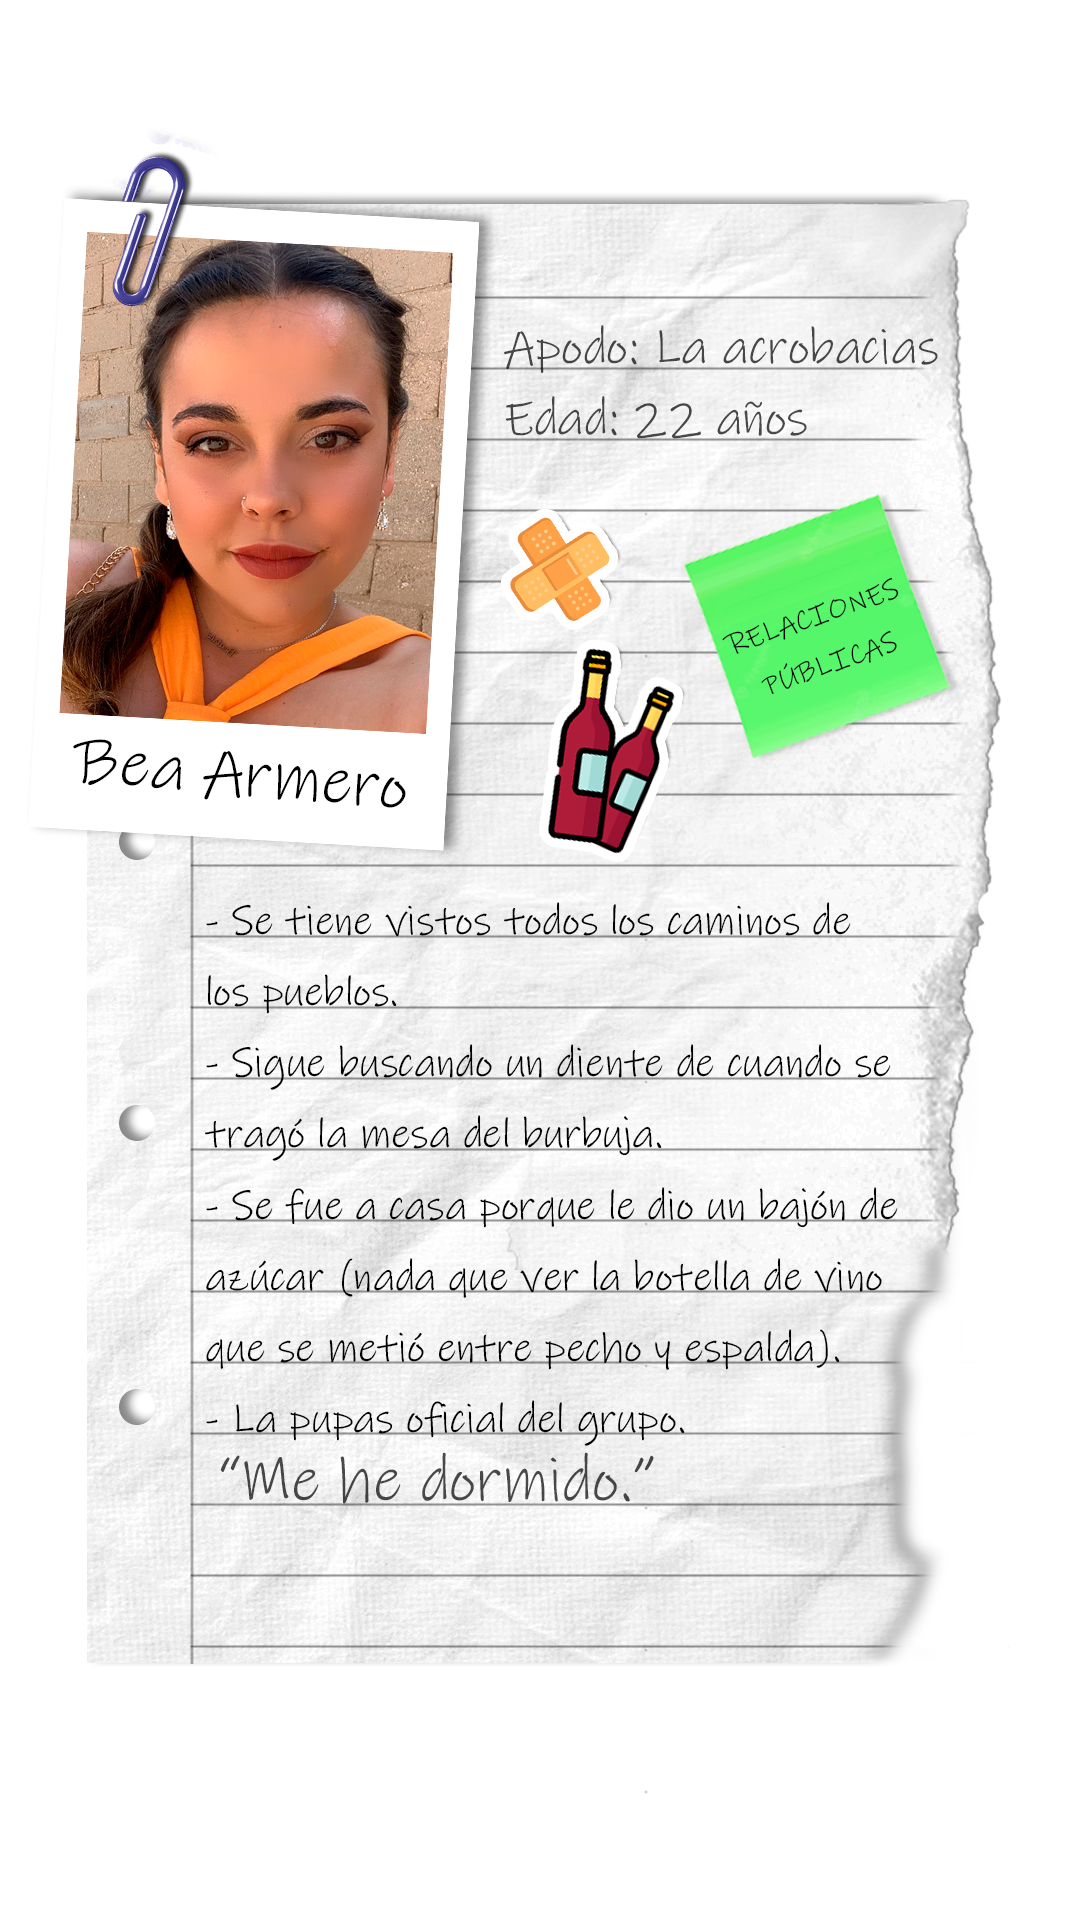 Apodo: La acrobacias
Edad: 22 años
RELACIONES
PÚBLICAS
Bea Armero
- Se tiene vistos todos los caminos de
los pueblos.
- Sigue buscando un diente de cuando se
tragó la mesa del burbuja.
- Se fue a casa porque le dio un bajón de
azúcar (nada que ver la botella de vino
que se metió entre pecho y espalda).
- La pupas oficial del grupo.
"Me he dormido."